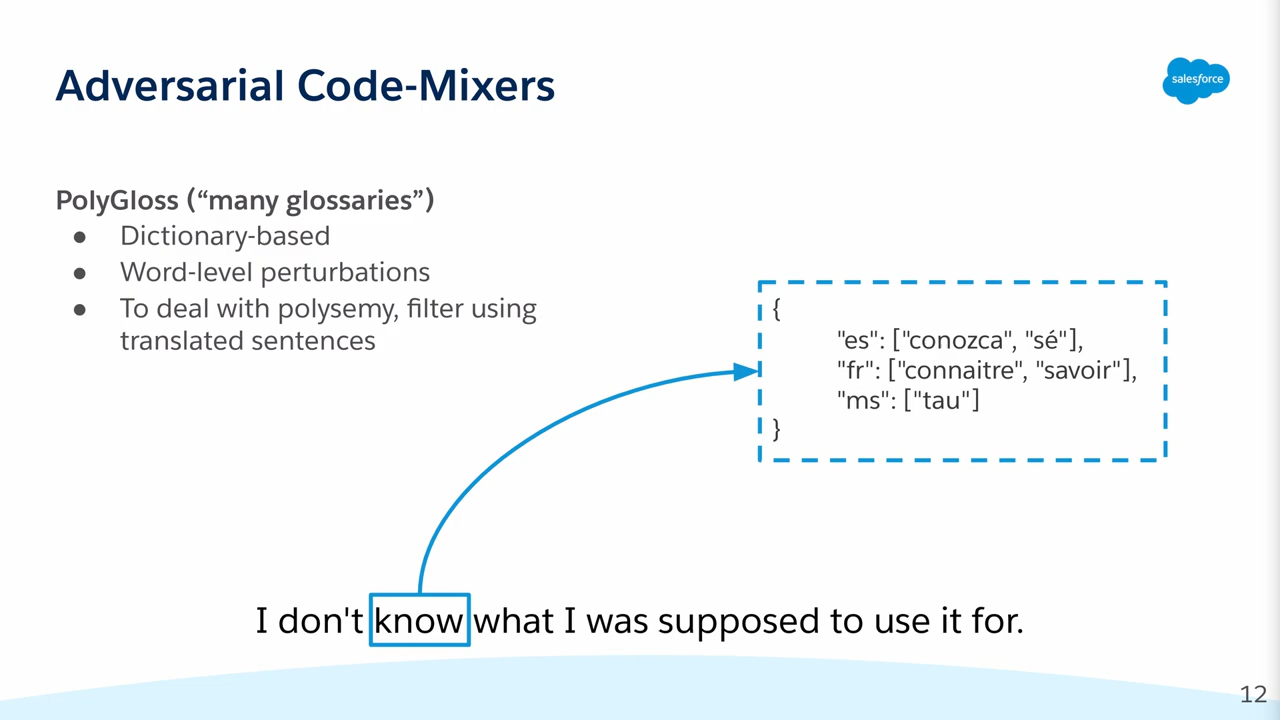 Adversarial Code-Mixers
salesforce
PolyGloss (“many glossaries”)
● Dictionary-based
● Word-level perturbations
● To deal with polysemy, filter using
translated sentences
{
"es": ["conozca", "sé"],
"fr": ["connaitre", "savoir"],
"ms": ["tau"]
}
I don't know what I was supposed to use it for.
12